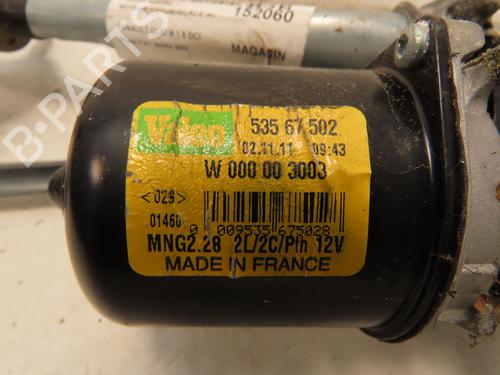 152060
MAGASIN
Valeo
535 67 502
02.11.11 09:43
W 000 00 3003
<029>
01460
0 009535 675028
MNG2.28 2L/2C/Pth 12V
MADE IN FRANCE
B-PARTS